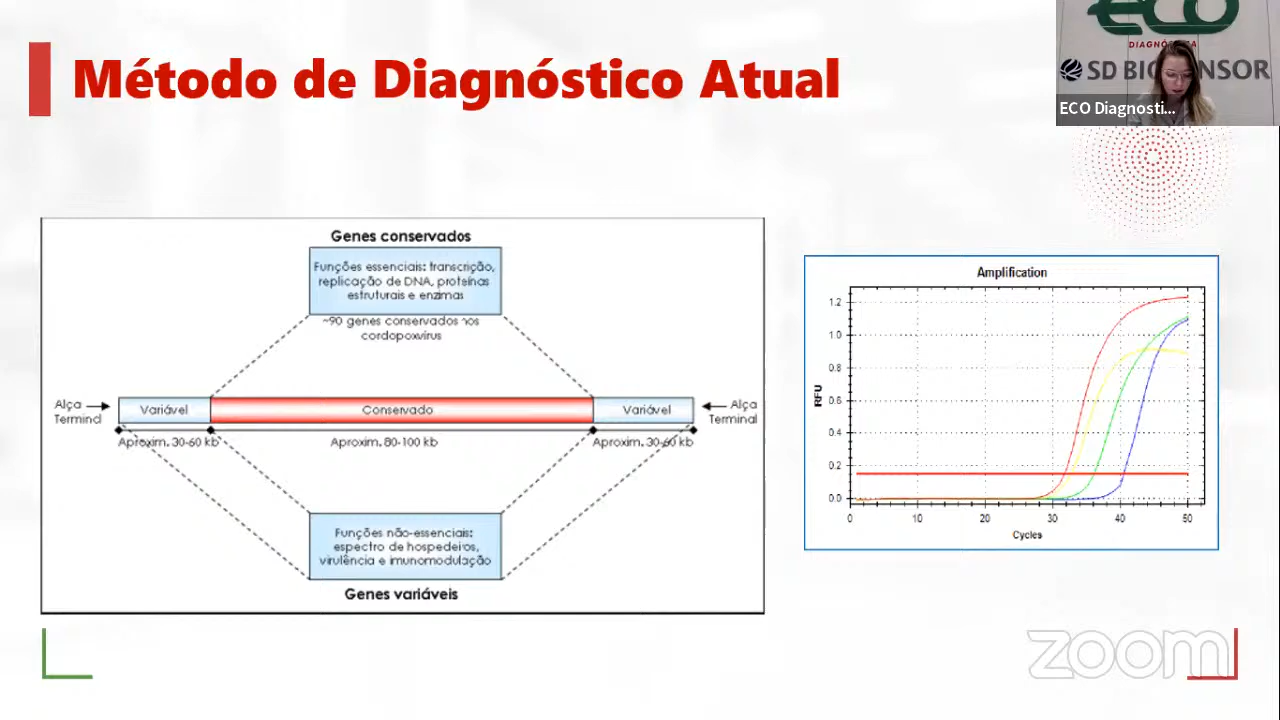 Método de Diagnóstico Atual
eco
DIAGNÓSTICA
SD BIOSENSOR
ECO Diagnosti...
Genes conservados
Funções essenciais: transcrição,
replicação de DNA, proteínas
estruturais e enzimas
~90 genes conservados nos
cordopoxvirus
Alça
Terminal
Variável
Conservado
Variável
Alça
Terminal
Aproxim. 30-60 kb
Aproxim. 80-100 kb
Aproxim. 30-60 kb
Funções não-essenciais:
espectro de hospedeiros,
virulência e imunomodulação
Genes variáveis
Amplification
RFU
1.2
1.0
0.8
0.6
0.4
0.2
0.0
0
10
20
30
40
50
Cycles
zoom